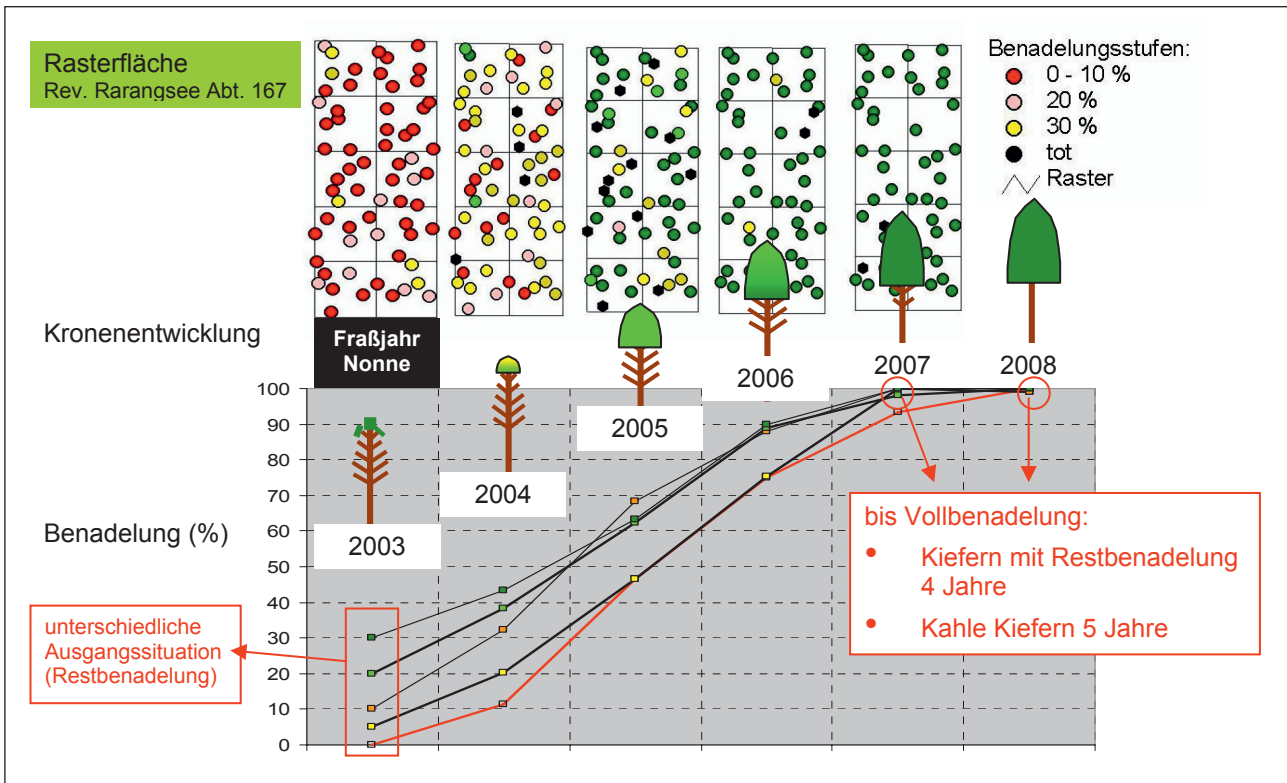 Rasterfläche
Rev. Rarangsee Abt. 167
Benadelungsstufen:
0 - 10 %
20 %
30 %
tot
Raster
Kronenentwicklung
Fraßjahr
Nonne
2003
2004
2005
2006
2007
2008
Benadelung (%)
100
90
80
70
60
50
40
30
20
10
0
unterschiedliche
Ausgangssituation
(Restbenadelung)
bis Vollbenadelung:
• Kiefern mit Restbenadelung
4 Jahre
• Kahle Kiefern 5 Jahre